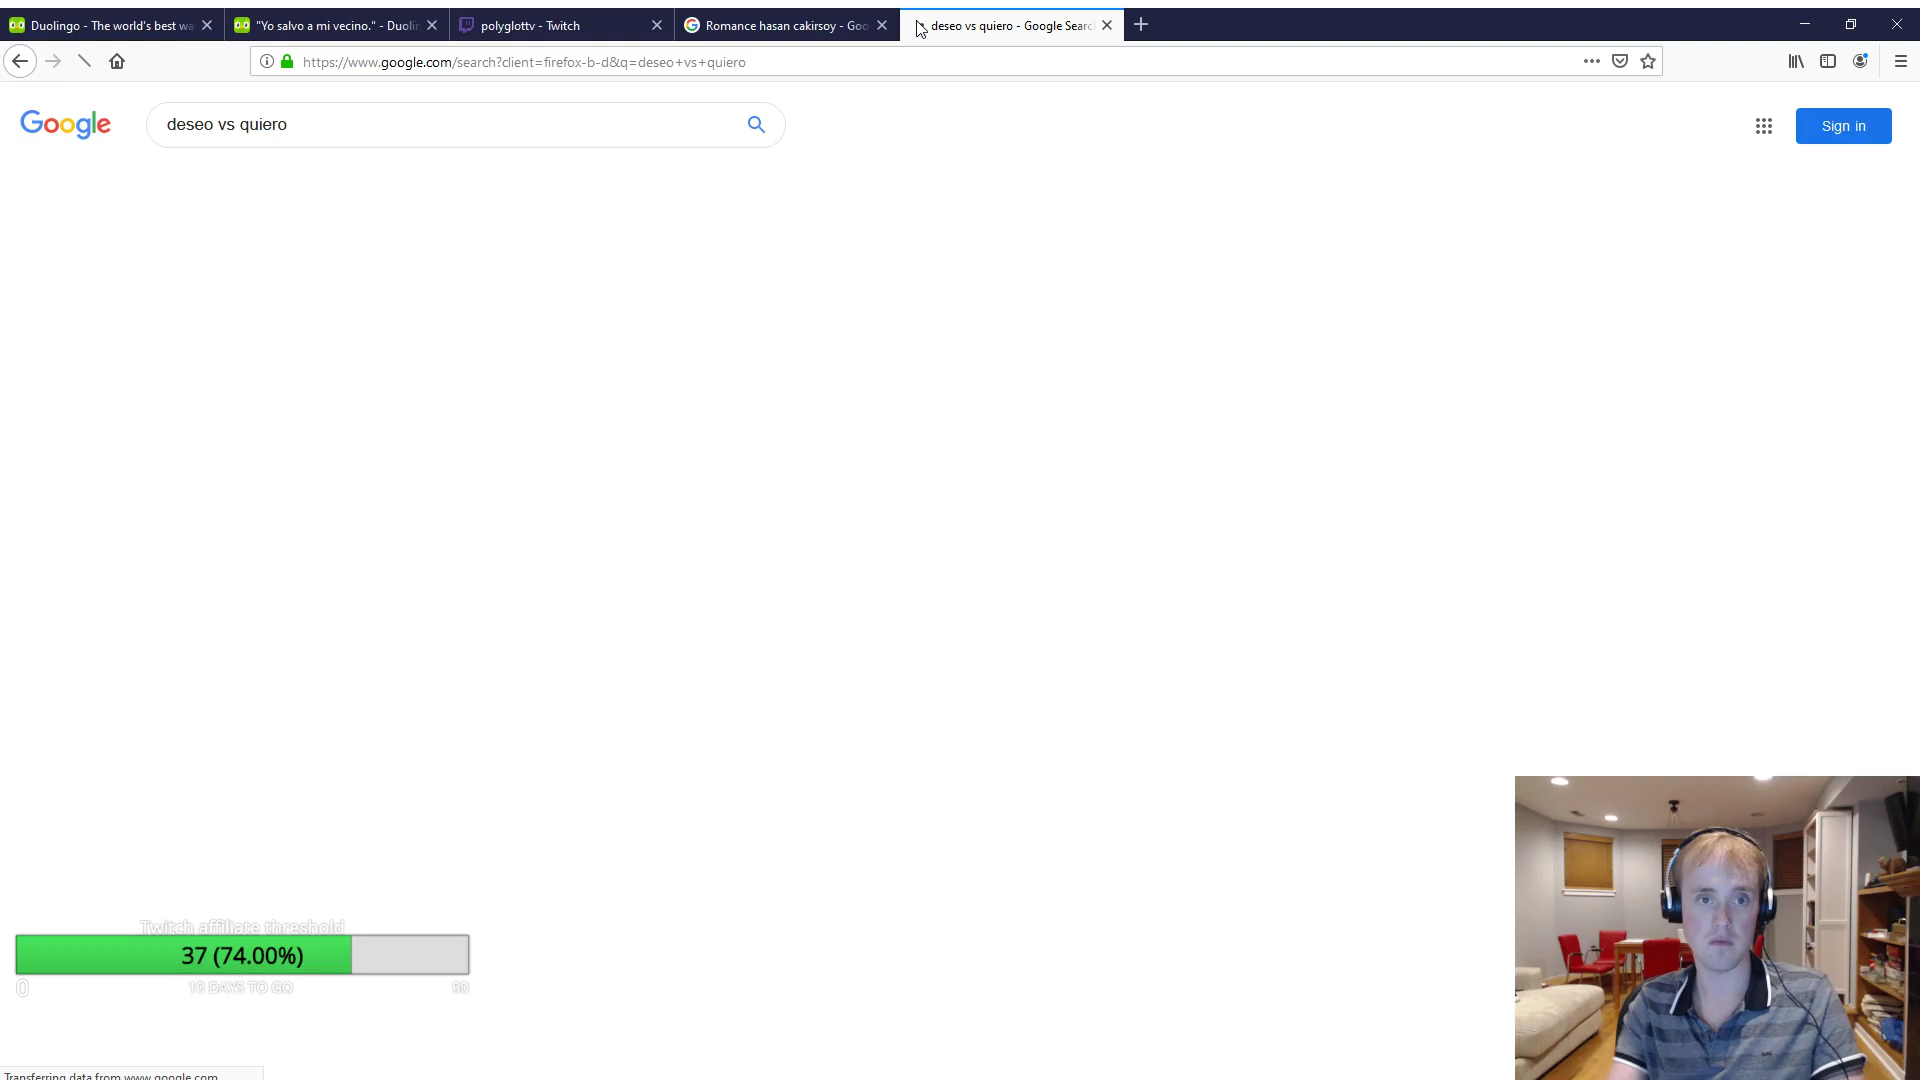 Duolingo - The world's best wa
"Yo salvo a mi vecino." - Duolin
polyglottv - Twitch
Romance hasan cakirsoy - Goo
deseo vs quiero - Google Searc
https://www.google.com/search?client=firefox-b-d&q=deseo+vs+quiero
Google
deseo vs quiero
Sign in
Twitch affiliate threshold
37 (74.00%)
0
10 DAYS TO GO
50
Transferring data from www.google.com